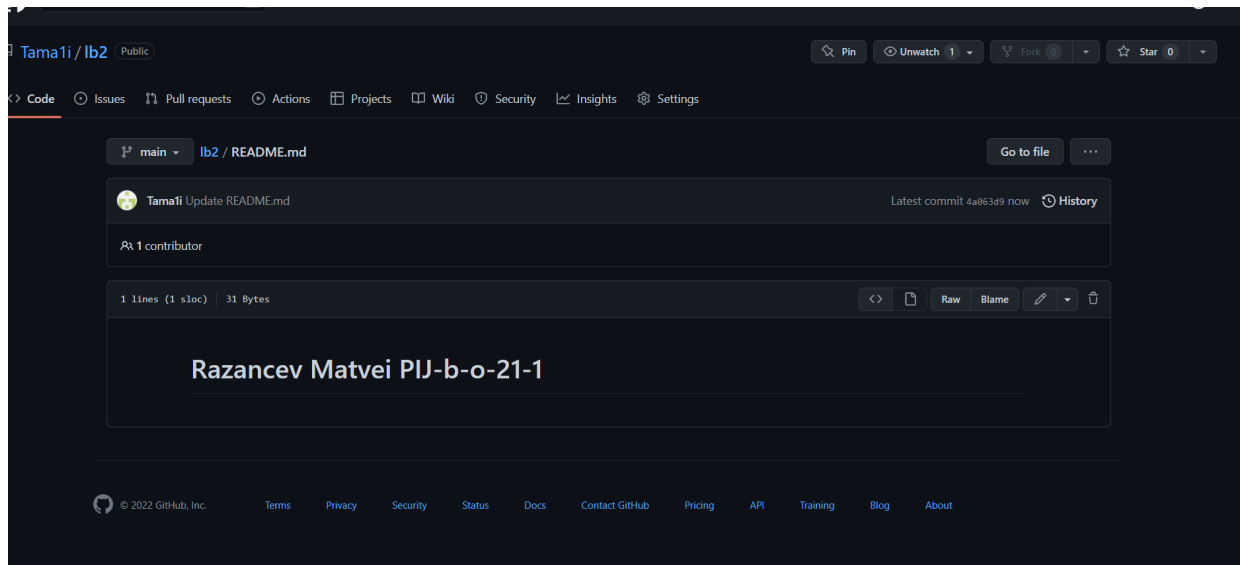 Tama1i / lb2 Public
Pin Unwatch 1 Fork 0 Star 0
Code Issues Pull requests Actions Projects Wiki Security Insights Settings
main lb2 / README.md Go to file ...
Tama1i Update README.md Latest commit 4a063d9 now History
1 contributor
1 lines (1 sloc) 31 Bytes <> Raw Blame
Razancev Matvei PIJ-b-o-21-1
© 2022 GitHub, Inc. Terms Privacy Security Status Docs Contact GitHub Pricing API Training Blog About